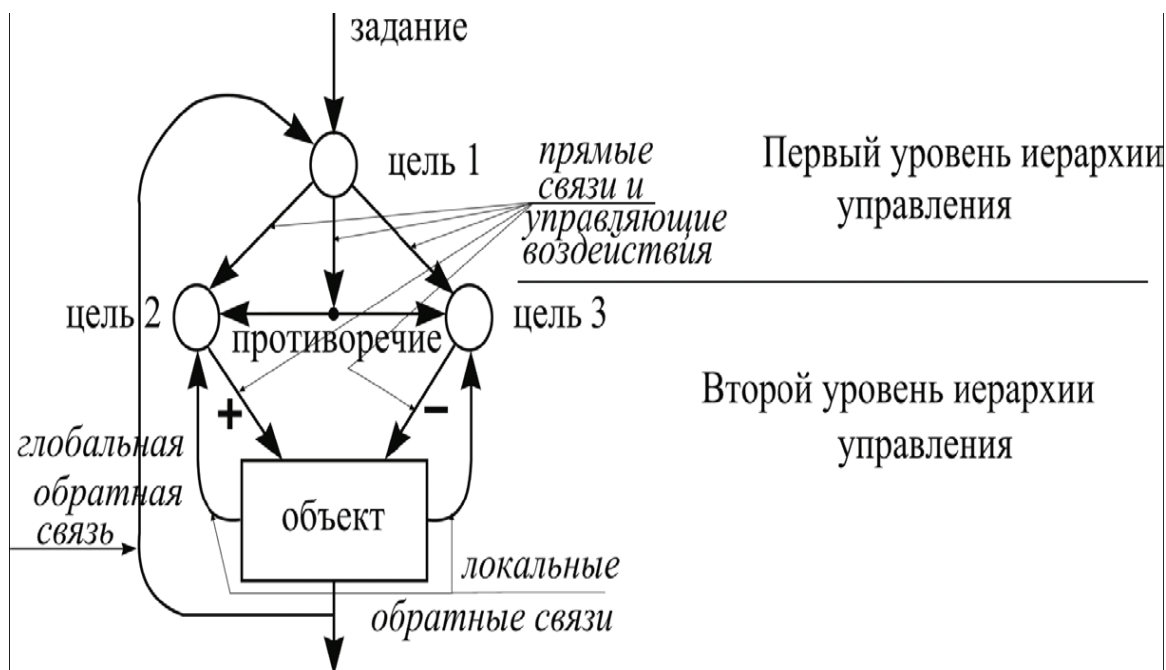 задание
цель 1
прямые
связи и
управляющие
воздействия
Первый уровень иерархии
управления
цель 2
противоречие
цель 3
+
−
Второй уровень иерархии
управления
глобальная
обратная
связь
объект
локальные
обратные связи